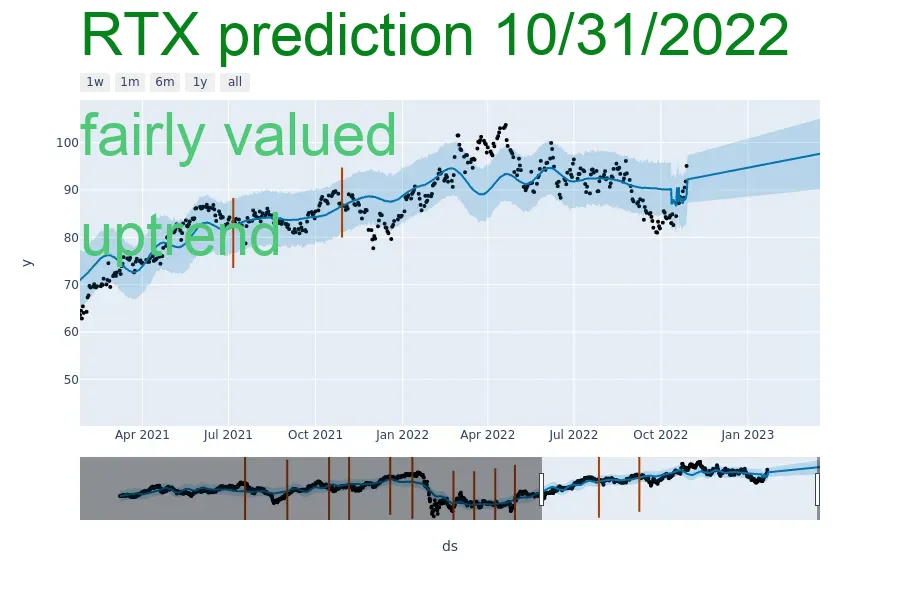 RTX prediction 10/31/2022
1w 1m 6m 1y all
fairly valued
uptrend
100
90
80
70
60
50
y
Apr 2021 Jul 2021 Oct 2021 Jan 2022 Apr 2022 Jul 2022 Oct 2022 Jan 2023
ds